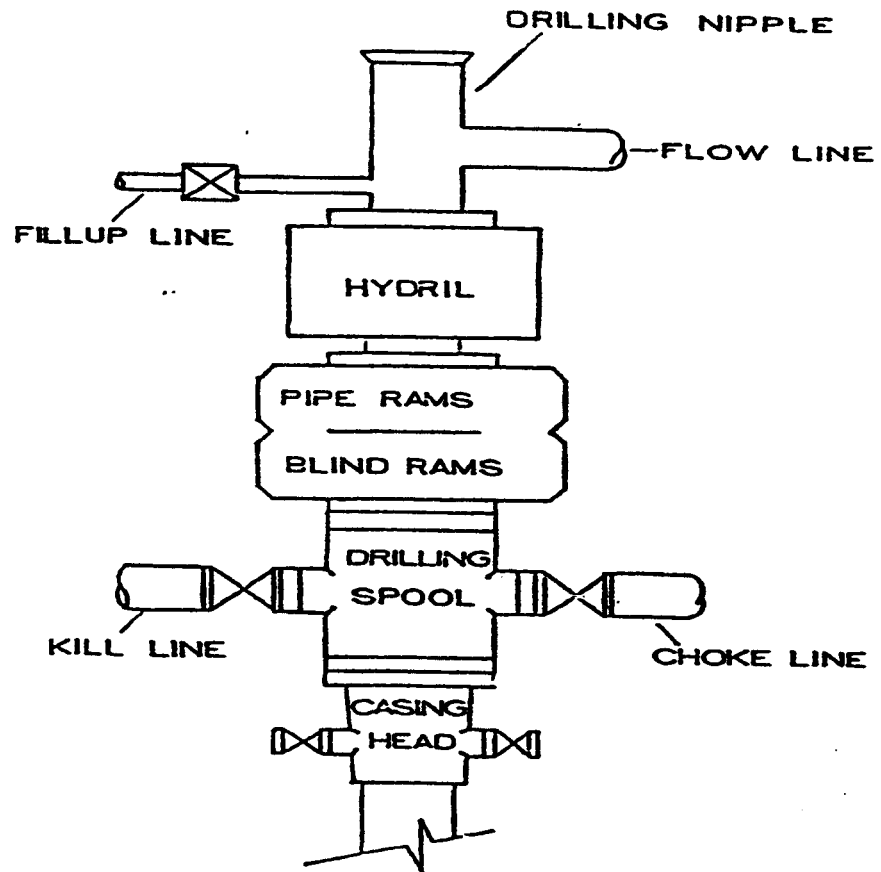 DRILLING NIPPLE
FLOW LINE
FILLUP LINE
HYDRIL
PIPE RAMS
BLIND RAMS
DRILLING
SPOOL
KILL LINE
CHOKE LINE
CASING
HEAD